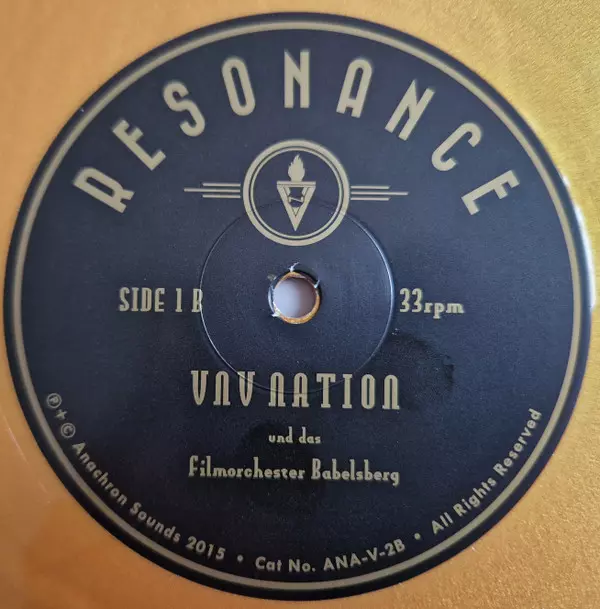 RESONANCE
SIDE 1 B
33rpm
VNV NATION
und das
Filmorchester Babelsberg
Ⓟ + © Anachron Sounds 2015 • Cat No. ANA-V-2B • All Rights Reserved